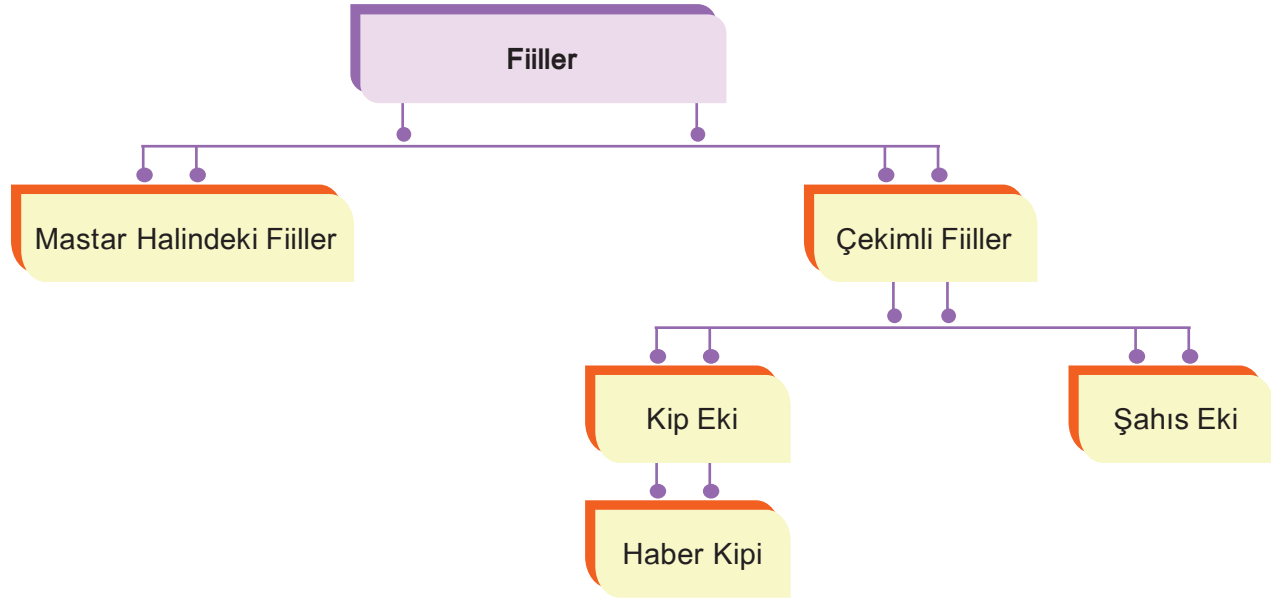 Fiiller
Mastar Halindeki Fiiller
Çekimli Fiiller
Kip Eki
Şahıs Eki
Haber Kipi